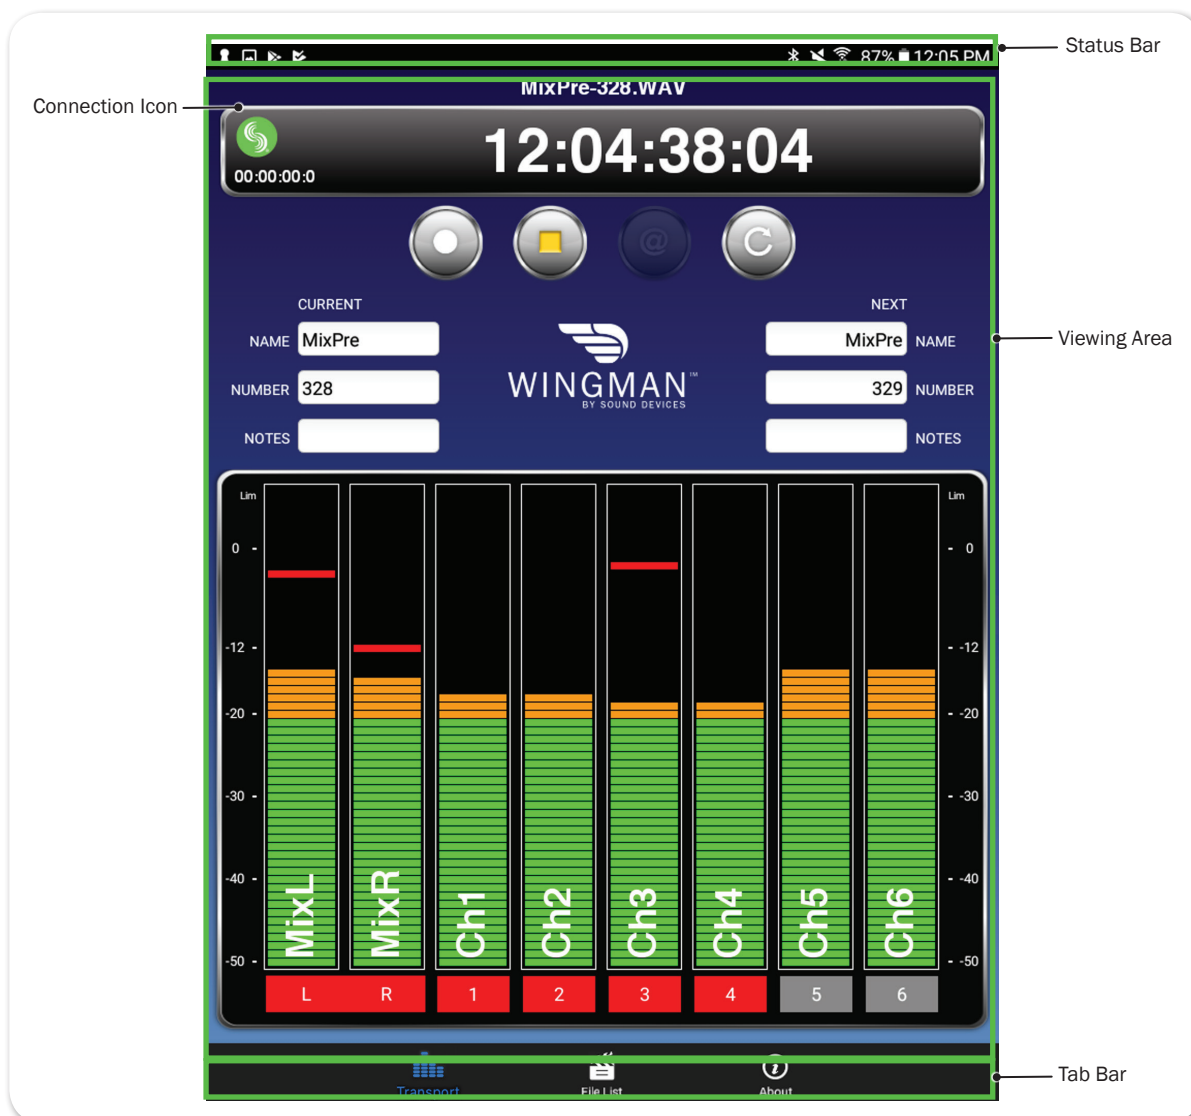 Status Bar
87% 12:05 PM
MixPre-328.WAV
Connection Icon
12:04:38:04
00:00:00:0
@
CURRENT
NEXT
NAME MixPre
MixPre NAME
Viewing Area
NUMBER 328
329 NUMBER
WINGMAN™
BY SOUND DEVICES
NOTES
NOTES
Lim
Lim
0 -
- 0
-12 -
- -12
-20 -
- -20
-30 -
- -30
-40 -
- -40
-50 -
- -50
MixL
MixR
Ch1
Ch2
Ch3
Ch4
Ch5
Ch6
L R 1 2 3 4 5 6
Transport
File List
About
Tab Bar